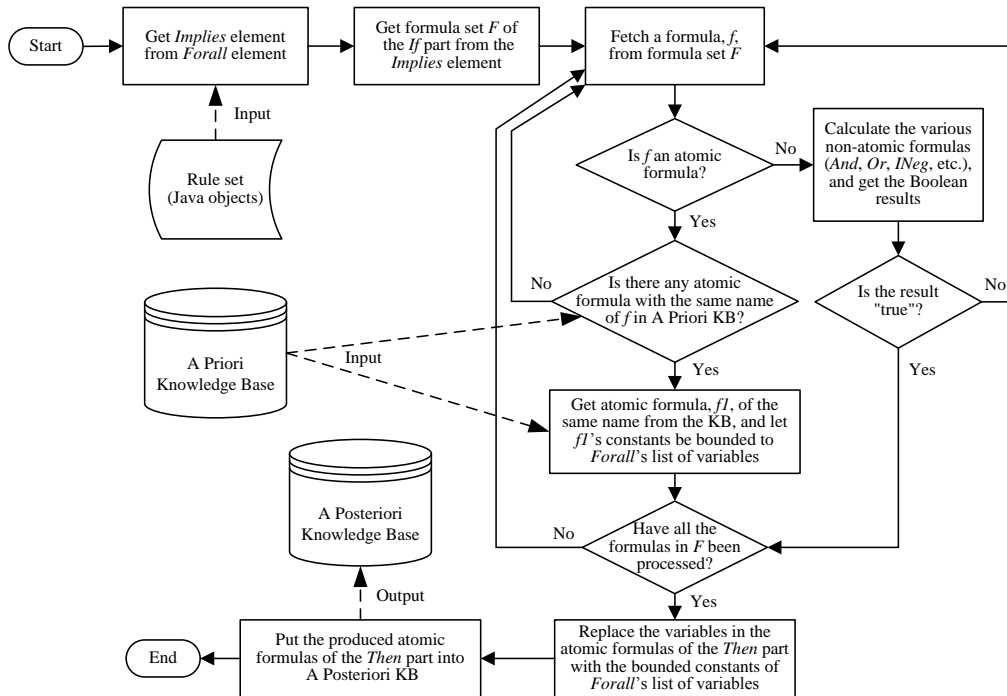 Start
Get Implies element
from Forall element
Get formula set F of
the If part from the
Implies element
Fetch a formula, f,
from formula set F
Input
Rule set
(Java objects)
Is f an atomic
formula?
No
Calculate the various
non-atomic formulas
(And, Or, INeg, etc.),
and get the Boolean
results
Yes
Is there any atomic
formula with the same name
of f in A Priori KB?
No
Is the result
"true"?
No
A Priori
Knowledge Base
Input
Yes
Yes
Get atomic formula, f1, of the
same name from the KB, and let
f1's constants be bounded to
Forall's list of variables
A Posteriori
Knowledge Base
Have all the
formulas in F been
processed?
No
Output
Yes
End
Put the produced atomic
formulas of the Then part into
A Posteriori KB
Replace the variables in the
atomic formulas of the Then part
with the bounded constants of
Forall's list of variables